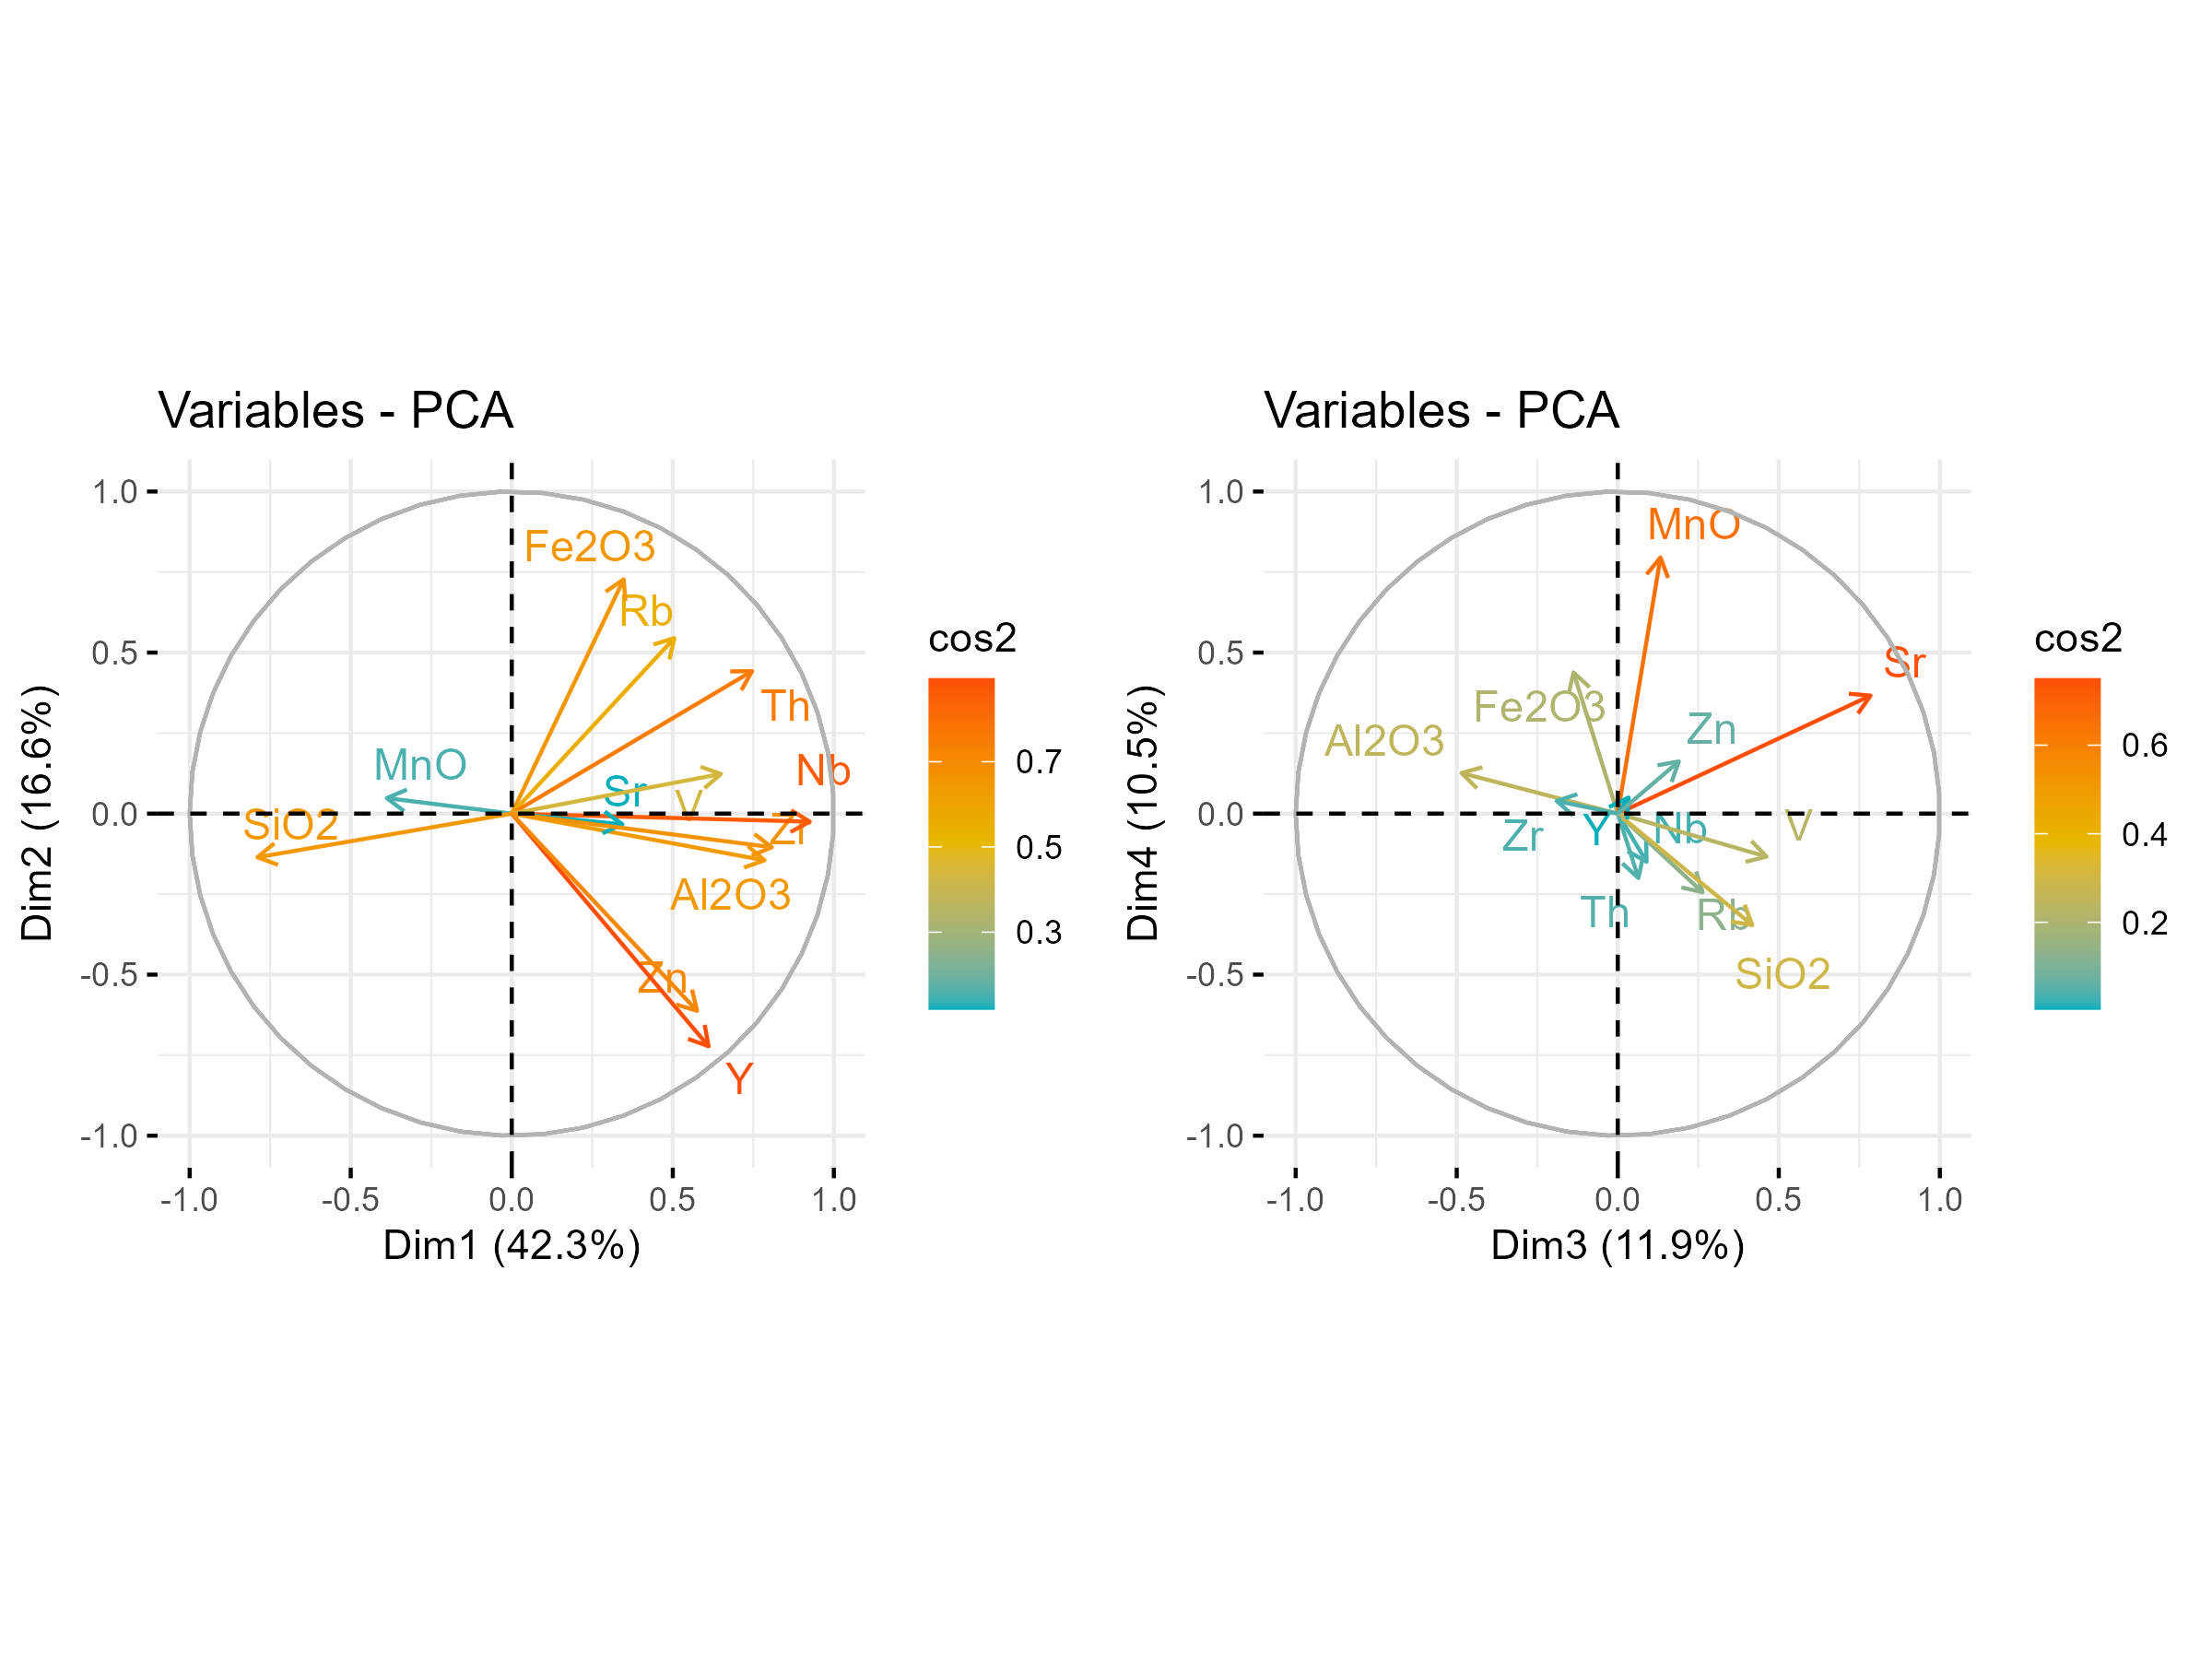 Variables - PCA
1.0
0.5
0.0
-0.5
-1.0
Dim2 (16.6%)
Fe2O3
Rb
Th
MnO
Nb
Sr
V
SiO2
Zr
Al2O3
Zn
Y
-1.0 -0.5 0.0 0.5 1.0
Dim1 (42.3%)
cos2
0.7
0.5
0.3
Variables - PCA
1.0
0.5
0.0
-0.5
-1.0
Dim4 (10.5%)
MnO
Sr
Fe2O3
Zn
Al2O3
Zr
Y
Nb
V
Th
Rb
SiO2
-1.0 -0.5 0.0 0.5 1.0
Dim3 (11.9%)
cos2
0.6
0.4
0.2